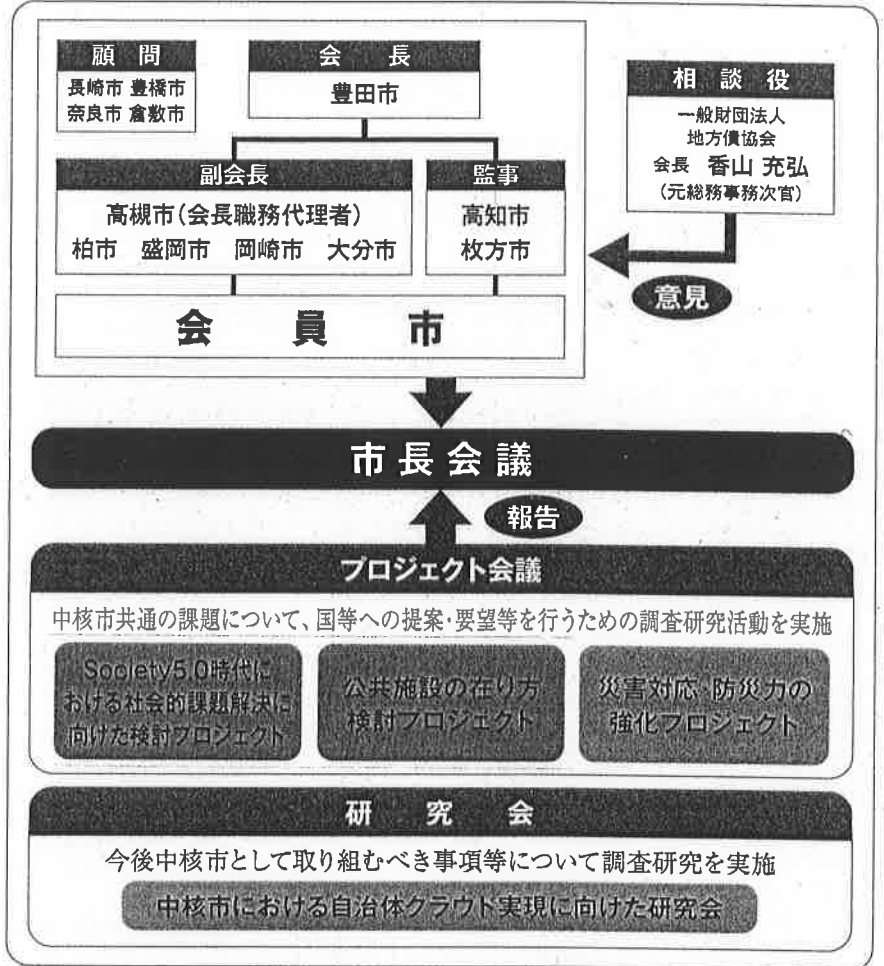 顧問
長崎市 豊橋市
奈良市 倉敷市
会長
豊田市
相談役
一般財団法人
地方債協会
会長 香山 充弘
(元総務事務次官)
副会長
高槻市(会長職務代理者)
柏市 盛岡市 岡崎市 大分市
監事
高知市
枚方市
意見
会員市
市長会議
報告
プロジェクト会議
中核市共通の課題について、国等への提案・要望等を行うための調査研究活動を実施
Society5.0時代に
おける社会的課題解決に
向けた検討プロジェクト
公共施設の在り方
検討プロジェクト
災害対応・防災力の
強化プロジェクト
研究会
今後中核市として取り組むべき事項等について調査研究を実施
中核市における自治体クラウド実現に向けた研究会